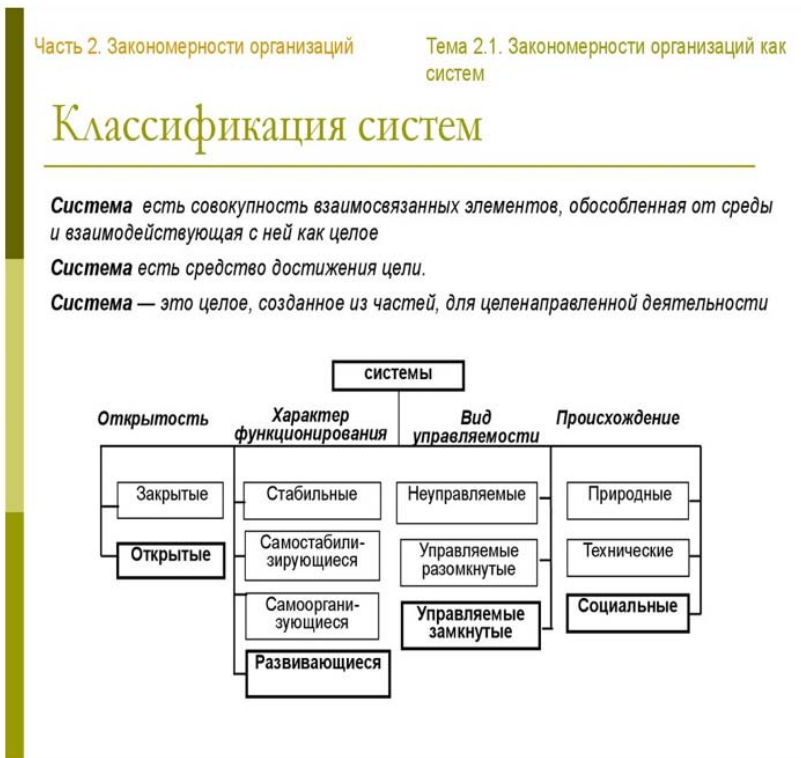 Часть 2. Закономерности организаций
Тема 2.1. Закономерности организаций как
систем
Классификация систем
Система есть совокупность взаимосвязанных элементов, обособленная от среды
и взаимодействующая с ней как целое
Система есть средство достижения цели.
Система — это целое, созданное из частей, для целенаправленной деятельности
системы
Открытость
Характер
функционирования
Вид
управляемости
Происхождение
Закрытые
Открытые
Стабильные
Самостабили-
зирующиеся
Самооргани-
зующиеся
Развивающиеся
Неуправляемые
Управляемые
разомкнутые
Управляемые
замкнутые
Природные
Технические
Социальные